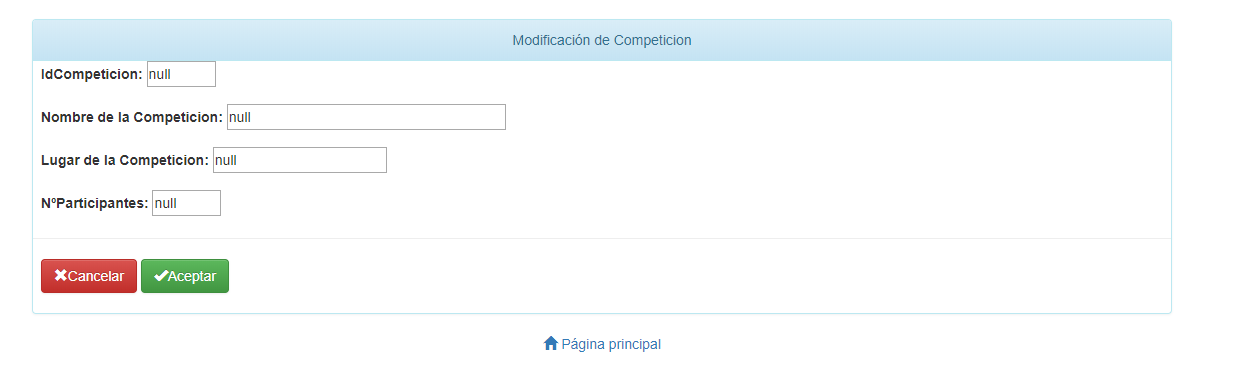 Modificación de Competicion
IdCompeticion: null
Nombre de la Competicion: null
Lugar de la Competicion: null
NºParticipantes: null
Cancelar Aceptar
Página principal